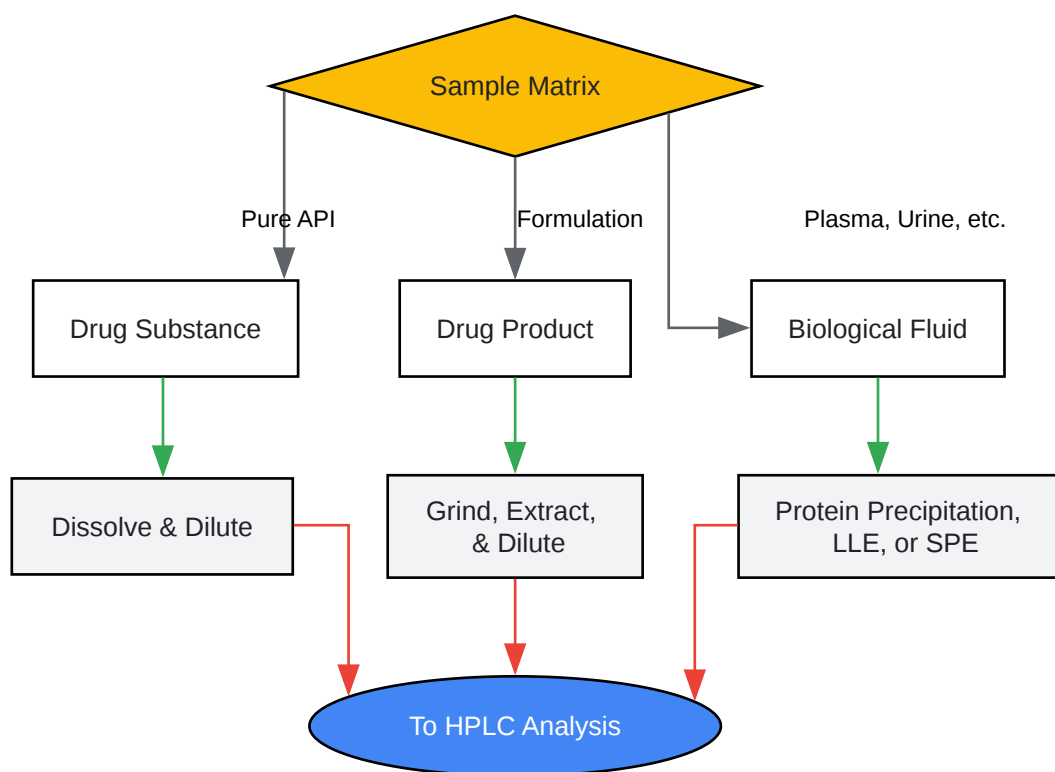 Sample Matrix
Pure API
Formulation
Plasma, Urine, etc.
Drug Substance
Drug Product
Biological Fluid
Dissolve & Dilute
Grind, Extract,
& Dilute
Protein Precipitation,
LLE, or SPE
To HPLC Analysis